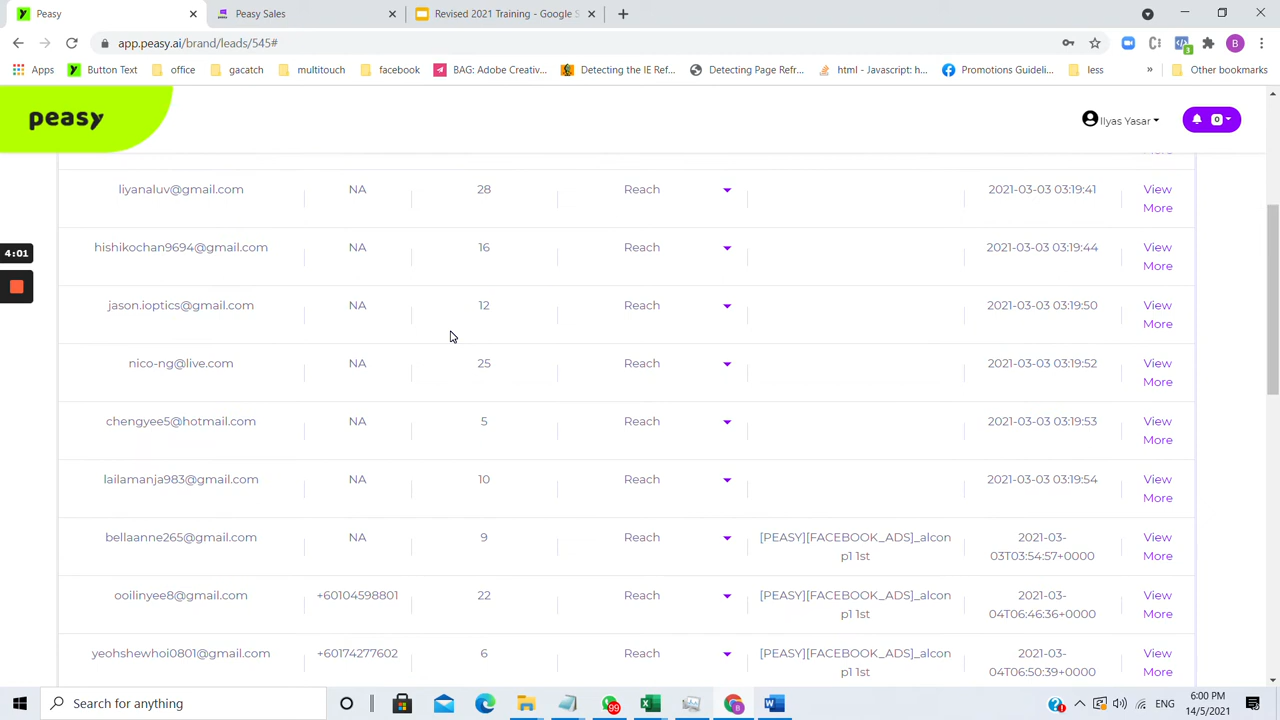 Peasy
Peasy Sales
Revised 2021 Training - Google S
app.peasy.ai/brand/leads/545#
B
Apps
Button Text
office
gacatch
multitouch
facebook
BAG: Adobe Creativ...
Detecting the IE Ref...
Detecting Page Refr...
html - Javascript: h...
Promotions Guideli...
less
»
Other bookmarks
peasy
Ilyas Yasar
0
liyanaluv@gmail.com NA 28 Reach 2021-03-03 03:19:41 View
More
hishikochan9694@gmail.com NA 16 Reach 2021-03-03 03:19:44 View
More
4:01
jason.ioptics@gmail.com NA 12 Reach 2021-03-03 03:19:50 View
More
nico-ng@live.com NA 25 Reach 2021-03-03 03:19:52 View
More
chengyee5@hotmail.com NA 5 Reach 2021-03-03 03:19:53 View
More
lailamanja983@gmail.com NA 10 Reach 2021-03-03 03:19:54 View
More
bellaanne265@gmail.com NA 9 Reach [PEASY][FACEBOOK_ADS]_alcon 2021-03- View
p1 1st 03T03:54:57+0000 More
ooilinyee8@gmail.com +60104598801 22 Reach [PEASY][FACEBOOK_ADS]_alcon 2021-03- View
p1 1st 04T06:46:36+0000 More
yeohshewhoi0801@gmail.com +60174277602 6 Reach [PEASY][FACEBOOK_ADS]_alcon 2021-03- View
p1 1st 04T06:50:39+0000 More
Search for anything
99
ENG
6:00 PM
14/5/2021